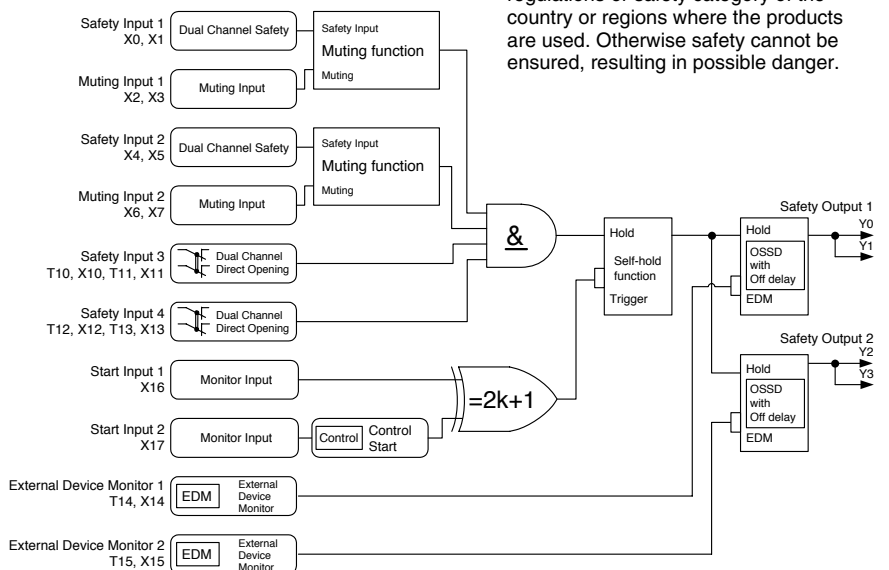 regulations or safety category of the
country or regions where the products
are used. Otherwise safety cannot be
ensured, resulting in possible danger.
Safety Input 1
X0, X1
Dual Channel Safety
Safety Input
Muting function
Muting
Muting Input 1
X2, X3
Muting Input
Safety Input 2
X4, X5
Dual Channel Safety
Safety Input
Muting function
Muting
Muting Input 2
X6, X7
Muting Input
Safety Input 3
T10, X10, T11, X11
Dual Channel
Direct Opening
Safety Input 4
T12, X12, T13, X13
Dual Channel
Direct Opening
&
Hold
Self-hold
function
Trigger
Safety Output 1
Y0
Y1
Hold
OSSD
with
Off delay
EDM
Safety Output 2
Y2
Y3
Hold
OSSD
with
Off delay
EDM
Start Input 1
X16
Monitor Input
=2k+1
Start Input 2
X17
Monitor Input
Control
Control
Start
External Device Monitor 1
T14, X14
EDM
External
Device
Monitor
External Device Monitor 2
T15, X15
EDM
External
Device
Monitor